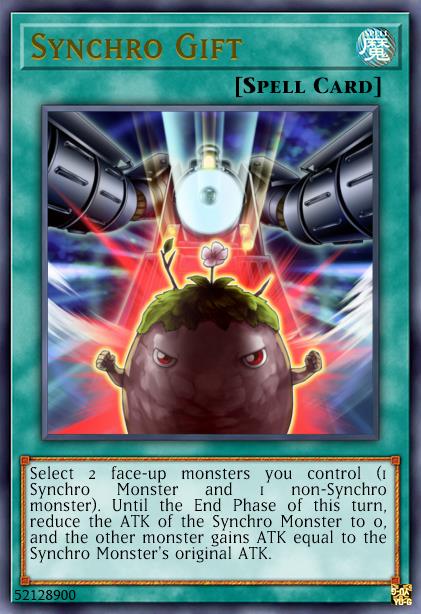 Synchro Gift
SPELL
魔
[Spell Card]
Select 2 face-up monsters you control (1
Synchro Monster and 1 non-Synchro
monster). Until the End Phase of this turn,
reduce the ATK of the Synchro Monster to 0,
and the other monster gains ATK equal to the
Synchro Monster's original ATK.
52128900